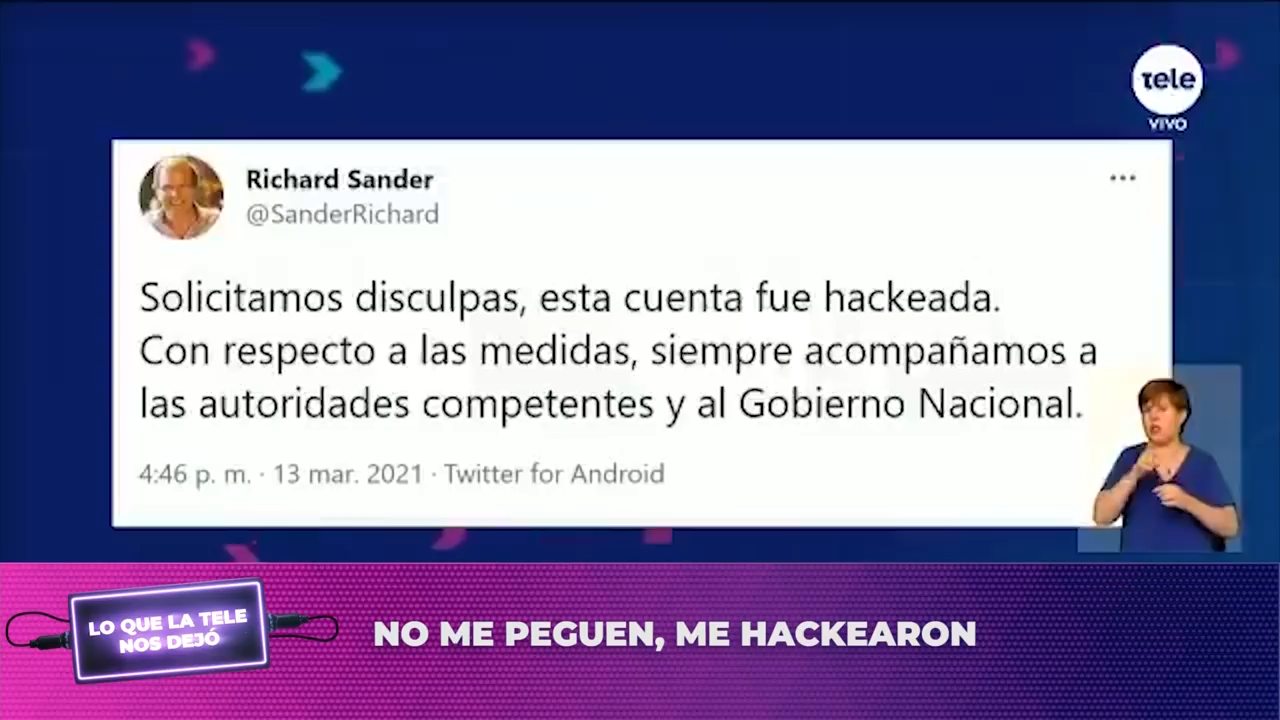 tele
VIVO
Richard Sander
@SanderRichard
Solicitamos disculpas, esta cuenta fue hackeada.
Con respecto a las medidas, siempre acompañamos a
las autoridades competentes y al Gobierno Nacional.
4:46 p. m. · 13 mar. 2021 · Twitter for Android
LO QUE LA TELE
NOS DEJÓ
NO ME PEGUEN, ME HACKEARON